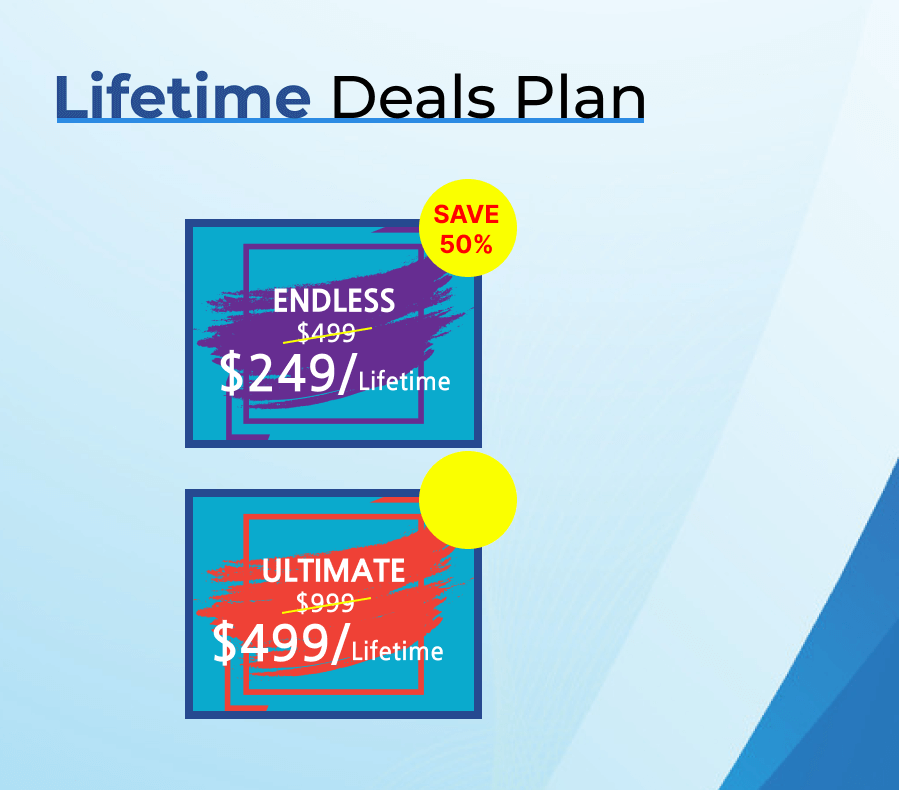 Lifetime Deals Plan
SAVE
50%
ENDLESS
$499
$249/Lifetime
ULTIMATE
$999
$499/Lifetime